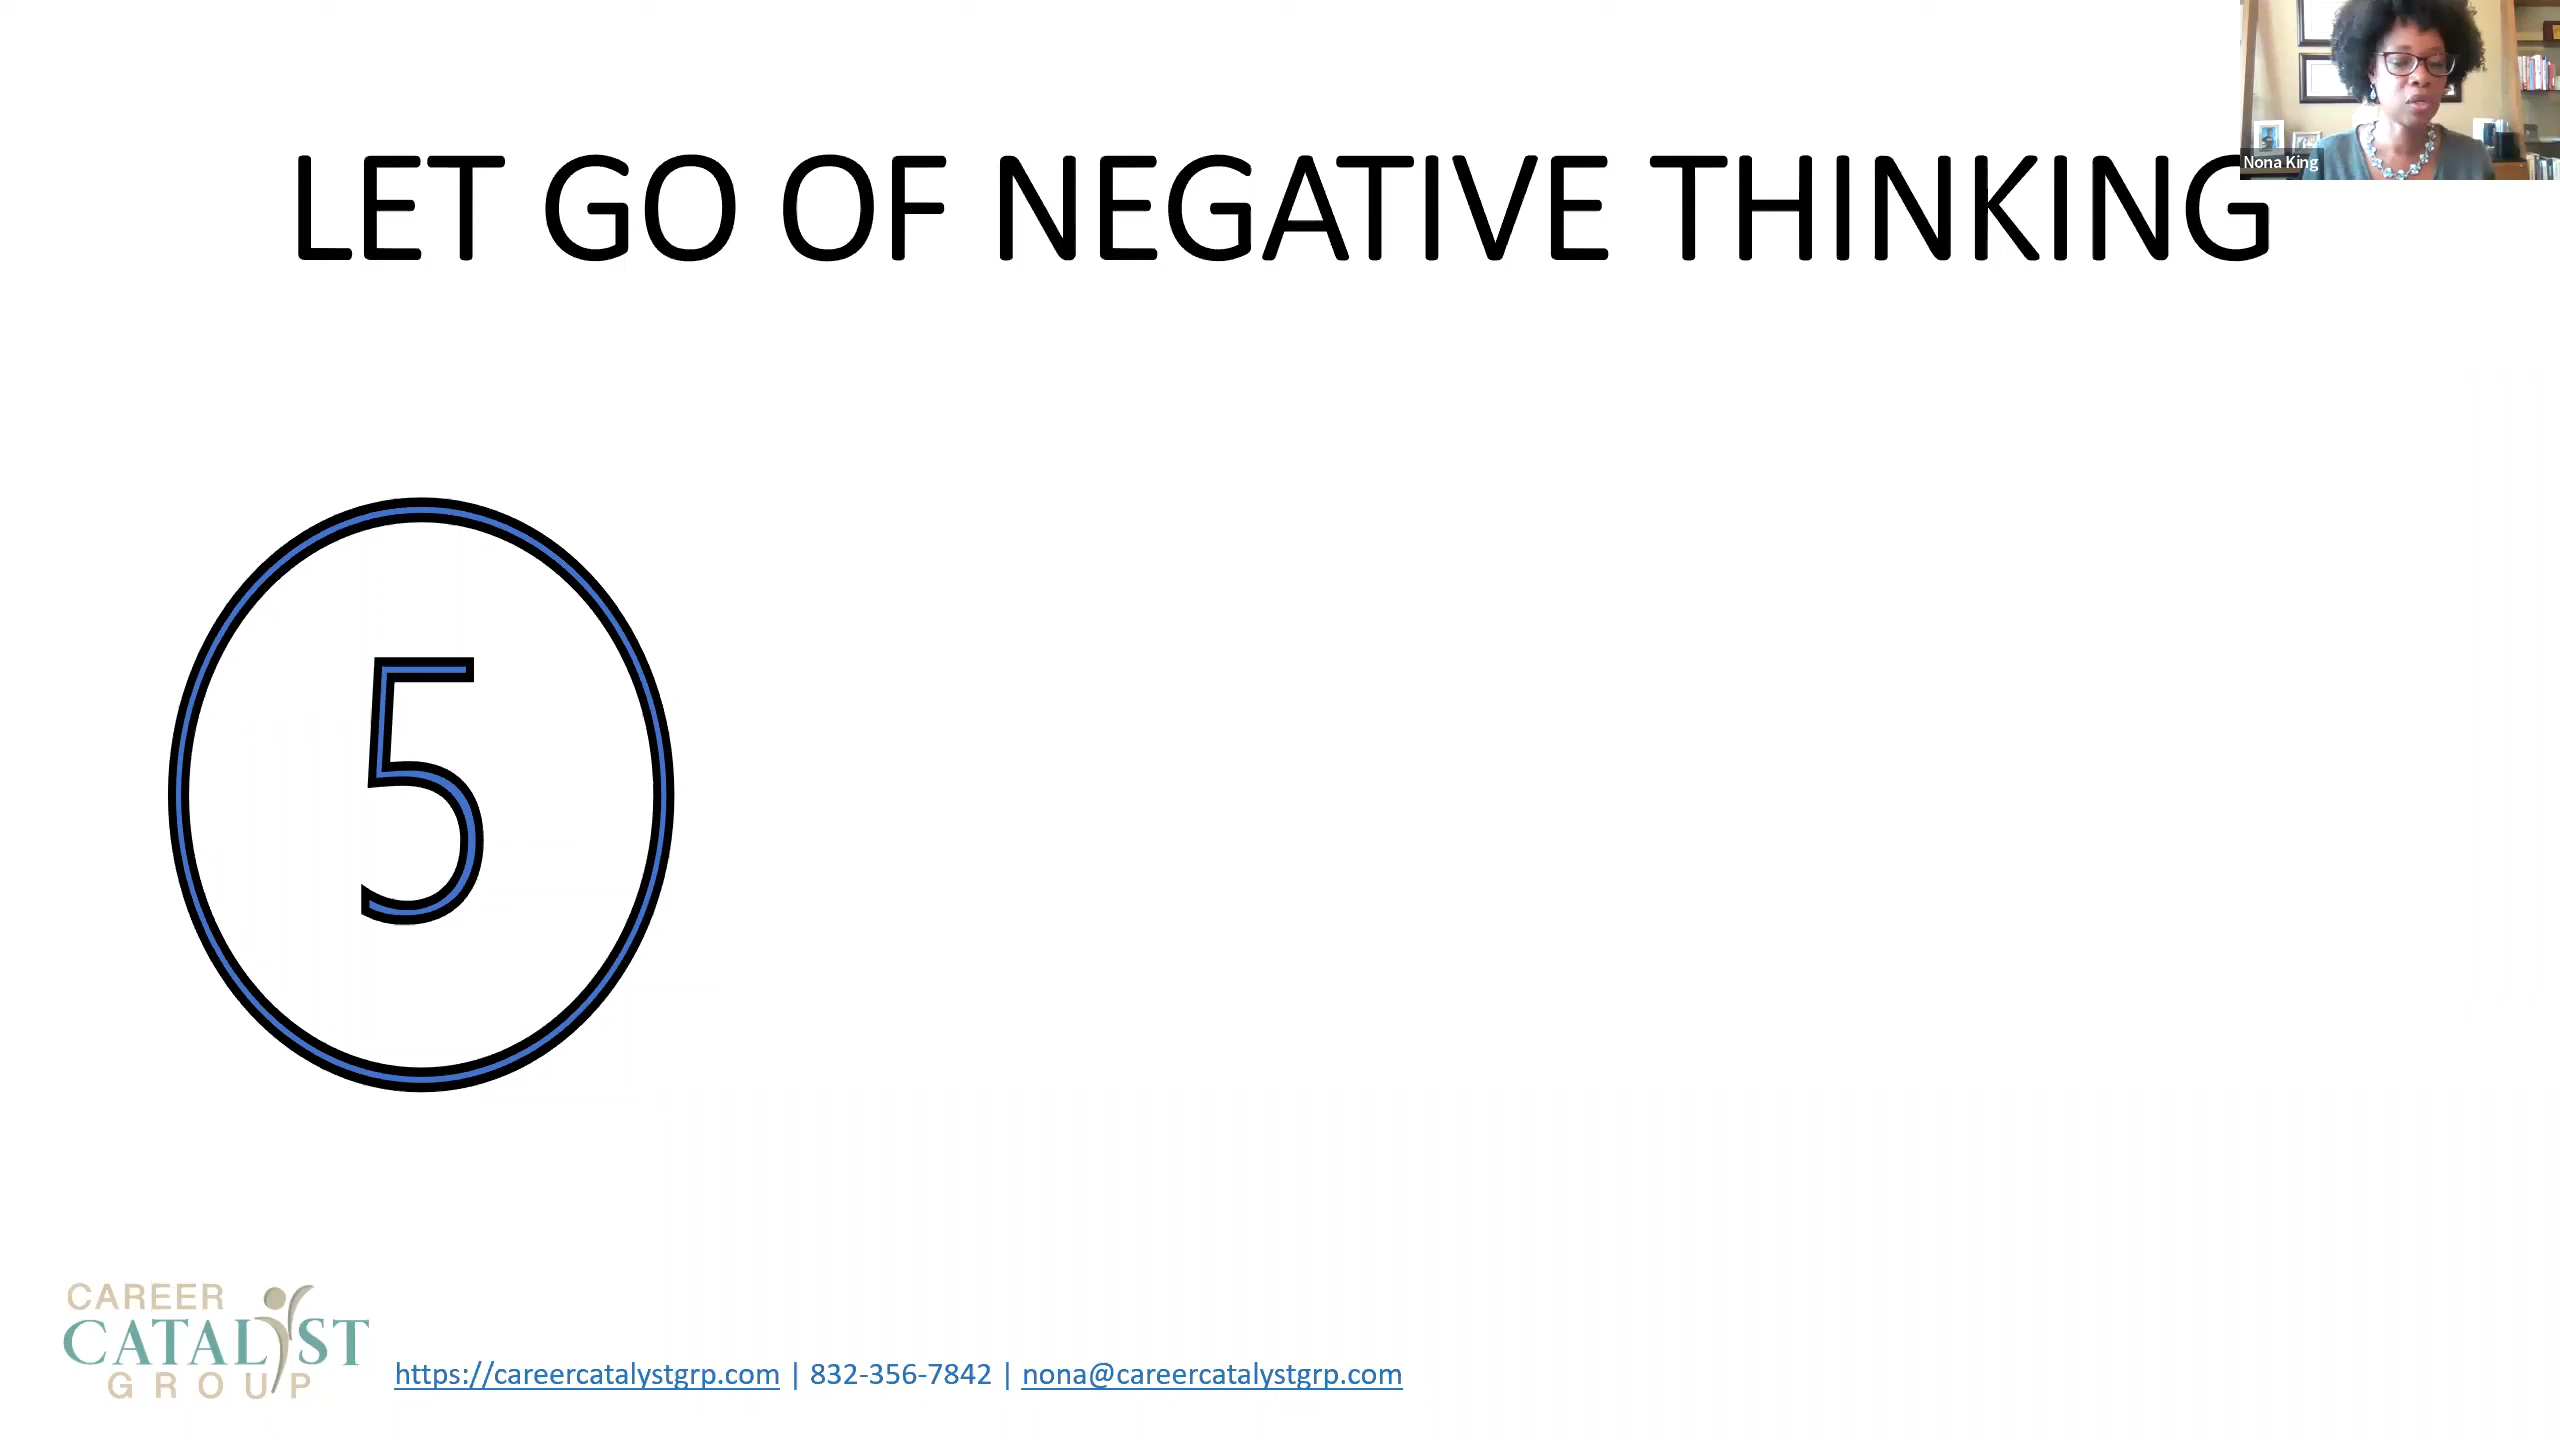 LET GO OF NEGATIVE THINKING
Nona King
5
CAREER
CATALYST
GROUP
https://careercatalystgrp.com | 832-356-7842 | nona@careercatalystgrp.com